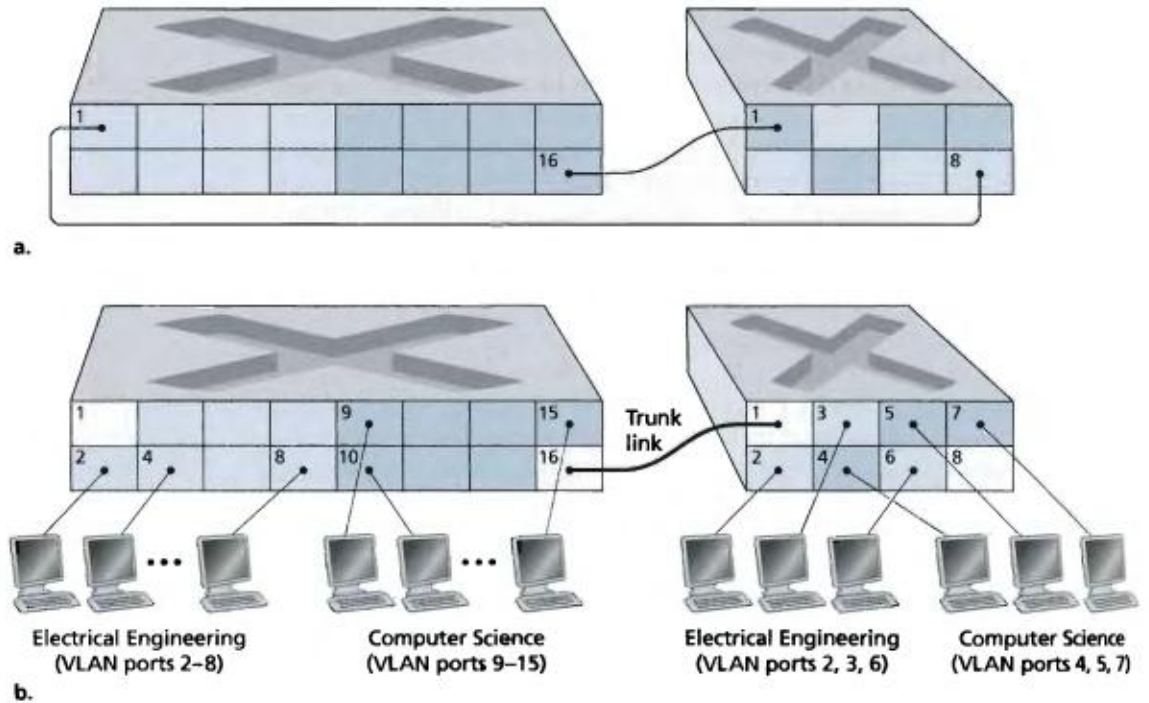 1
16
1
8
a.
1
9
15
2
4
8
10
16
Trunk
link
1
3
5
7
2
4
6
8
Electrical Engineering
(VLAN ports 2–8)
Computer Science
(VLAN ports 9–15)
Electrical Engineering
(VLAN ports 2, 3, 6)
Computer Science
(VLAN ports 4, 5, 7)
b.